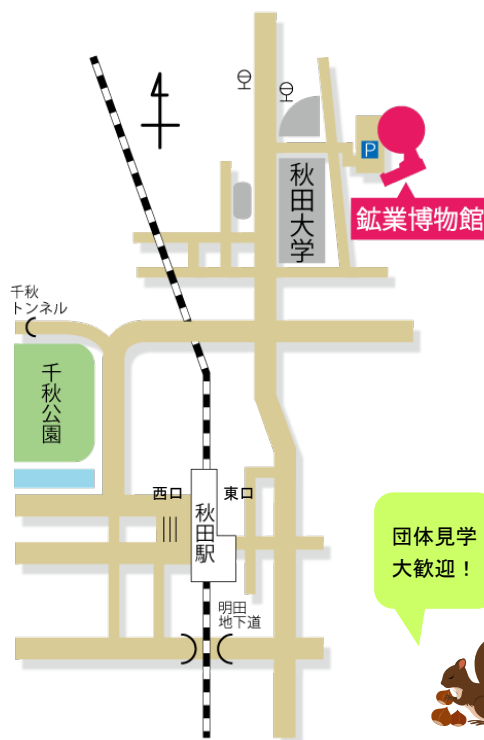 P
秋田大学
鉱業博物館
千秋
トンネル
千秋公園
西口
東口
秋田駅
団体見学
大歓迎！
明田
地下道